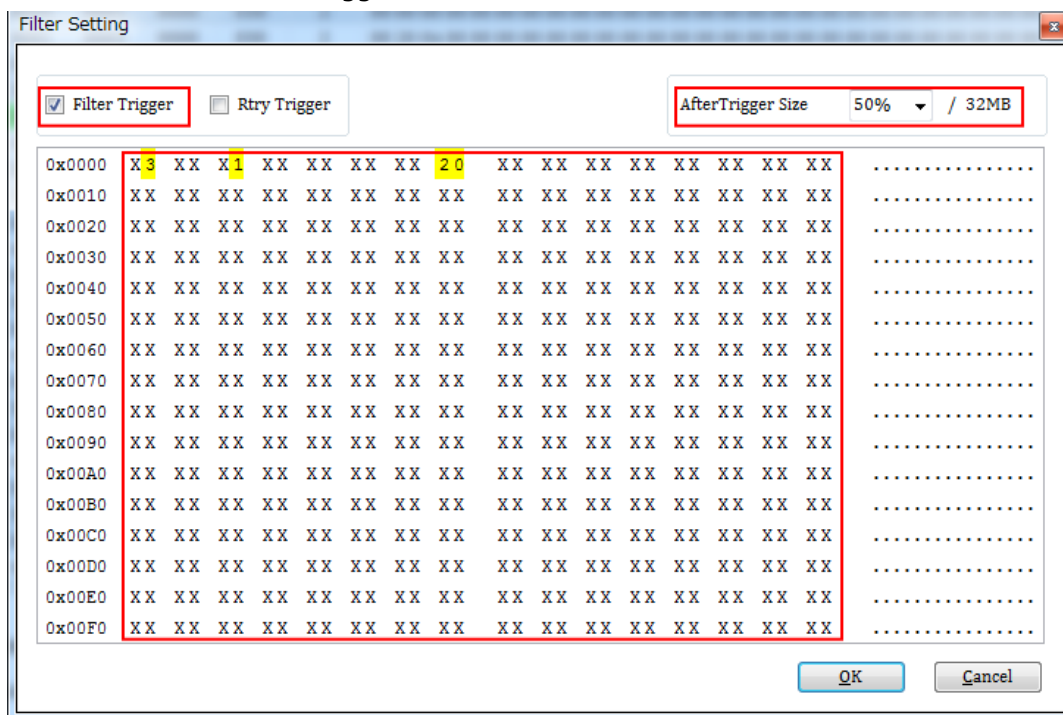 Filter Setting
Filter Trigger Rtry Trigger AfterTrigger Size 50% / 32MB
0x0000 X3 XX X1 XX XX XX XX 20 XX XX XX XX XX XX XX XX ................
0x0010 XX XX XX XX XX XX XX XX XX XX XX XX XX XX XX XX ................
0x0020 XX XX XX XX XX XX XX XX XX XX XX XX XX XX XX XX ................
0x0030 XX XX XX XX XX XX XX XX XX XX XX XX XX XX XX XX ................
0x0040 XX XX XX XX XX XX XX XX XX XX XX XX XX XX XX XX ................
0x0050 XX XX XX XX XX XX XX XX XX XX XX XX XX XX XX XX ................
0x0060 XX XX XX XX XX XX XX XX XX XX XX XX XX XX XX XX ................
0x0070 XX XX XX XX XX XX XX XX XX XX XX XX XX XX XX XX ................
0x0080 XX XX XX XX XX XX XX XX XX XX XX XX XX XX XX XX ................
0x0090 XX XX XX XX XX XX XX XX XX XX XX XX XX XX XX XX ................
0x00A0 XX XX XX XX XX XX XX XX XX XX XX XX XX XX XX XX ................
0x00B0 XX XX XX XX XX XX XX XX XX XX XX XX XX XX XX XX ................
0x00C0 XX XX XX XX XX XX XX XX XX XX XX XX XX XX XX XX ................
0x00D0 XX XX XX XX XX XX XX XX XX XX XX XX XX XX XX XX ................
0x00E0 XX XX XX XX XX XX XX XX XX XX XX XX XX XX XX XX ................
0x00F0 XX XX XX XX XX XX XX XX XX XX XX XX XX XX XX XX ................
OK Cancel